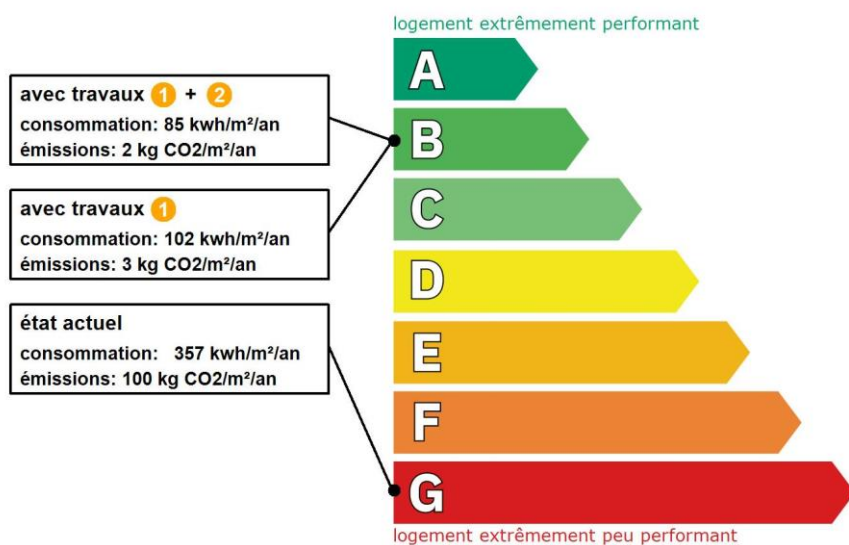 logement extrêmement performant
avec travaux 1 + 2
consommation: 85 kwh/m²/an
émissions: 2 kg CO2/m²/an
avec travaux 1
consommation: 102 kwh/m²/an
émissions: 3 kg CO2/m²/an
état actuel
consommation: 357 kwh/m²/an
émissions: 100 kg CO2/m²/an
A
B
C
D
E
F
G
logement extrêmement peu performant